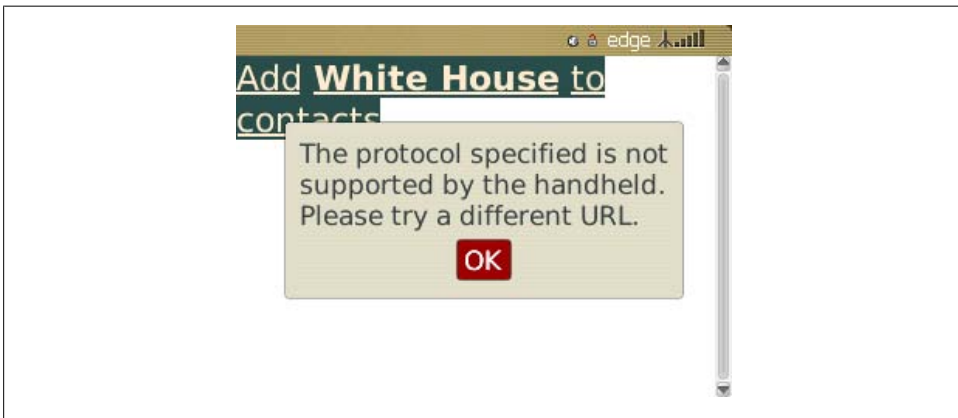 edge
Add White House to
contacts
The protocol specified is not
supported by the handheld.
Please try a different URL.
OK